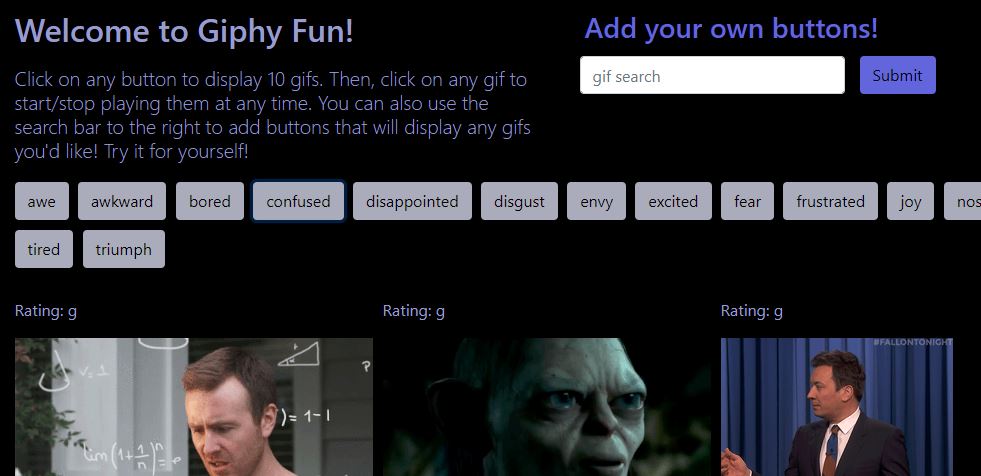 Welcome to Giphy Fun!
Add your own buttons!
Click on any button to display 10 gifs. Then, click on any gif to
start/stop playing them at any time. You can also use the
search bar to the right to add buttons that will display any gifs
you'd like! Try it for yourself!
gif search Submit
awe awkward bored confused disappointed disgust envy excited fear frustrated joy nos
tired triumph
Rating: g Rating: g Rating: g
#FALLONTONIGHT
v=1
)=1-1
lim(1+1/n)^n=e